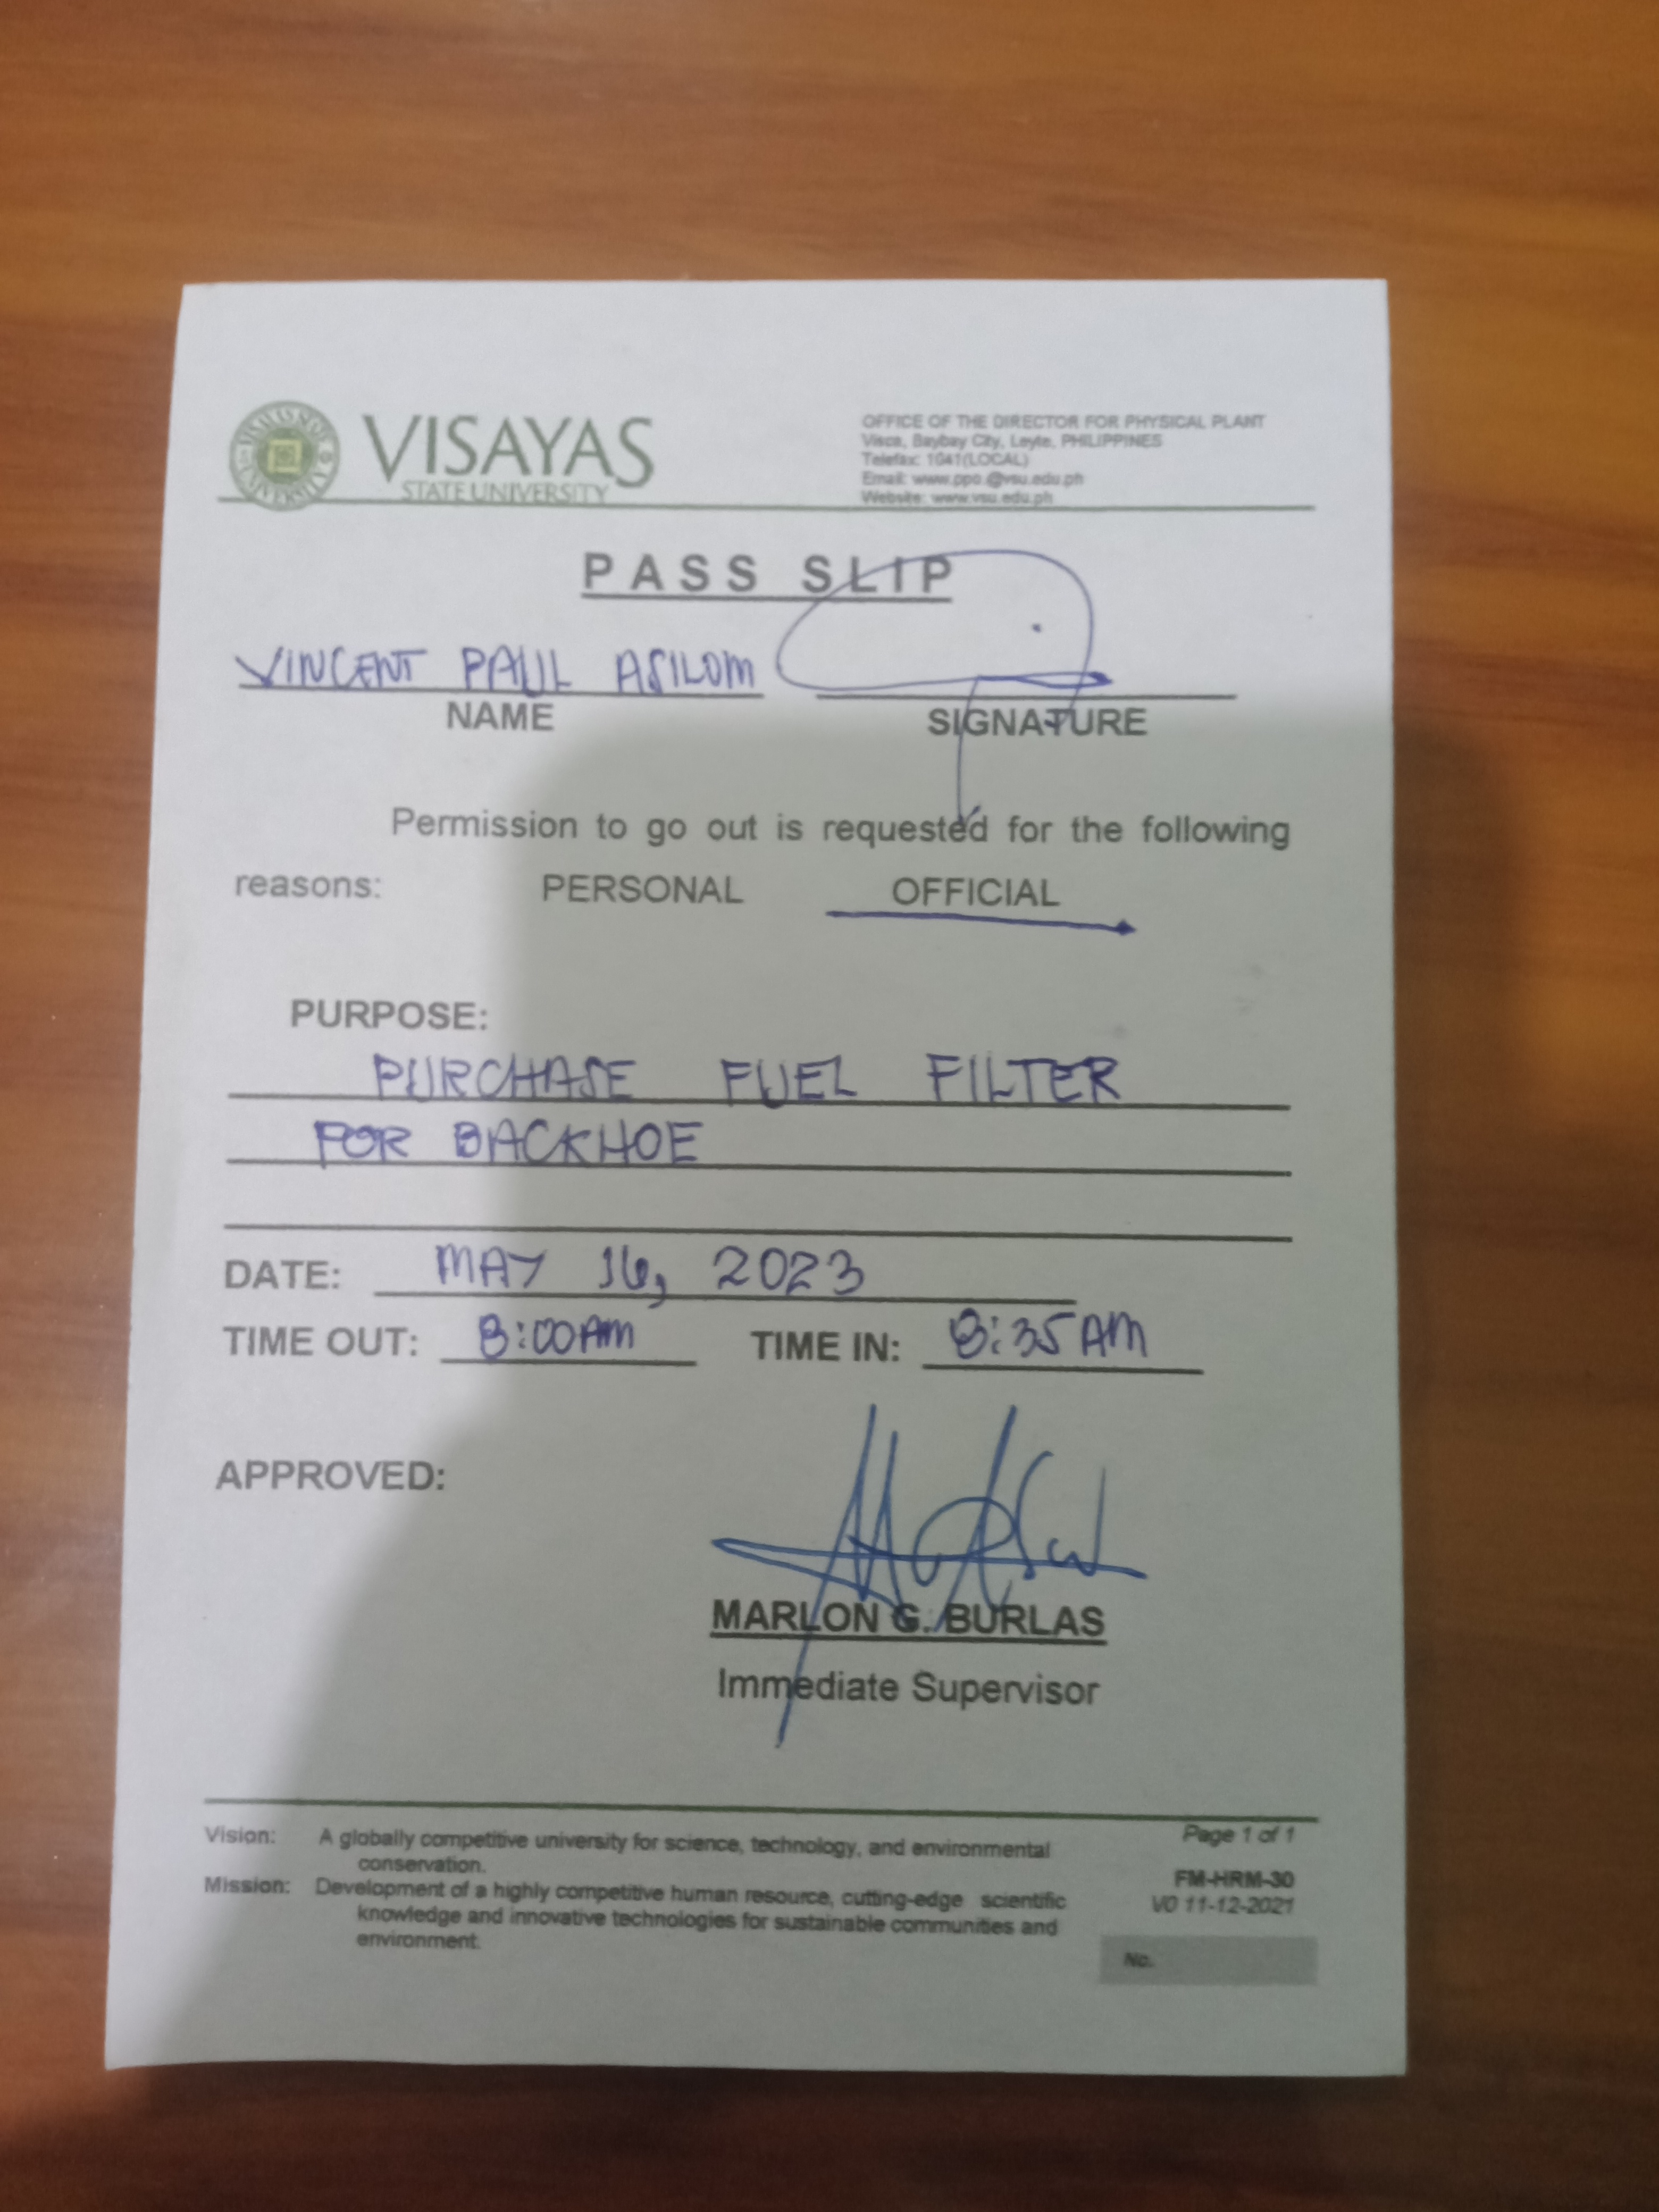 VISAYAS
STATE UNIVERSITY
OFFICE OF THE DIRECTOR FOR PHYSICAL PLANT
Visca, Baybay City, Leyte, PHILIPPINES
Telefax: 1041(LOCAL)
Email: www.ppo.@vsu.edu.ph
Website: www.vsu.edu.ph
PASS SLIP
VINCENT PAUL ASILOM
NAME SIGNATURE
Permission to go out is requested for the following
reasons: PERSONAL OFFICIAL
PURPOSE:
PURCHASE FUEL FILTER
FOR BACKHOE
DATE: MAY 16, 2023
TIME OUT: 8:00AM TIME IN: 8:35AM
APPROVED:
MARLON G. BURLAS
Immediate Supervisor
Vision: A globally competitive university for science, technology, and environmental
conservation.
Mission: Development of a highly competitive human resource, cutting-edge scientific
knowledge and innovative technologies for sustainable communities and
environment.
Page 1 of 1
FM-HRM-30
V0 11-12-2021
No.